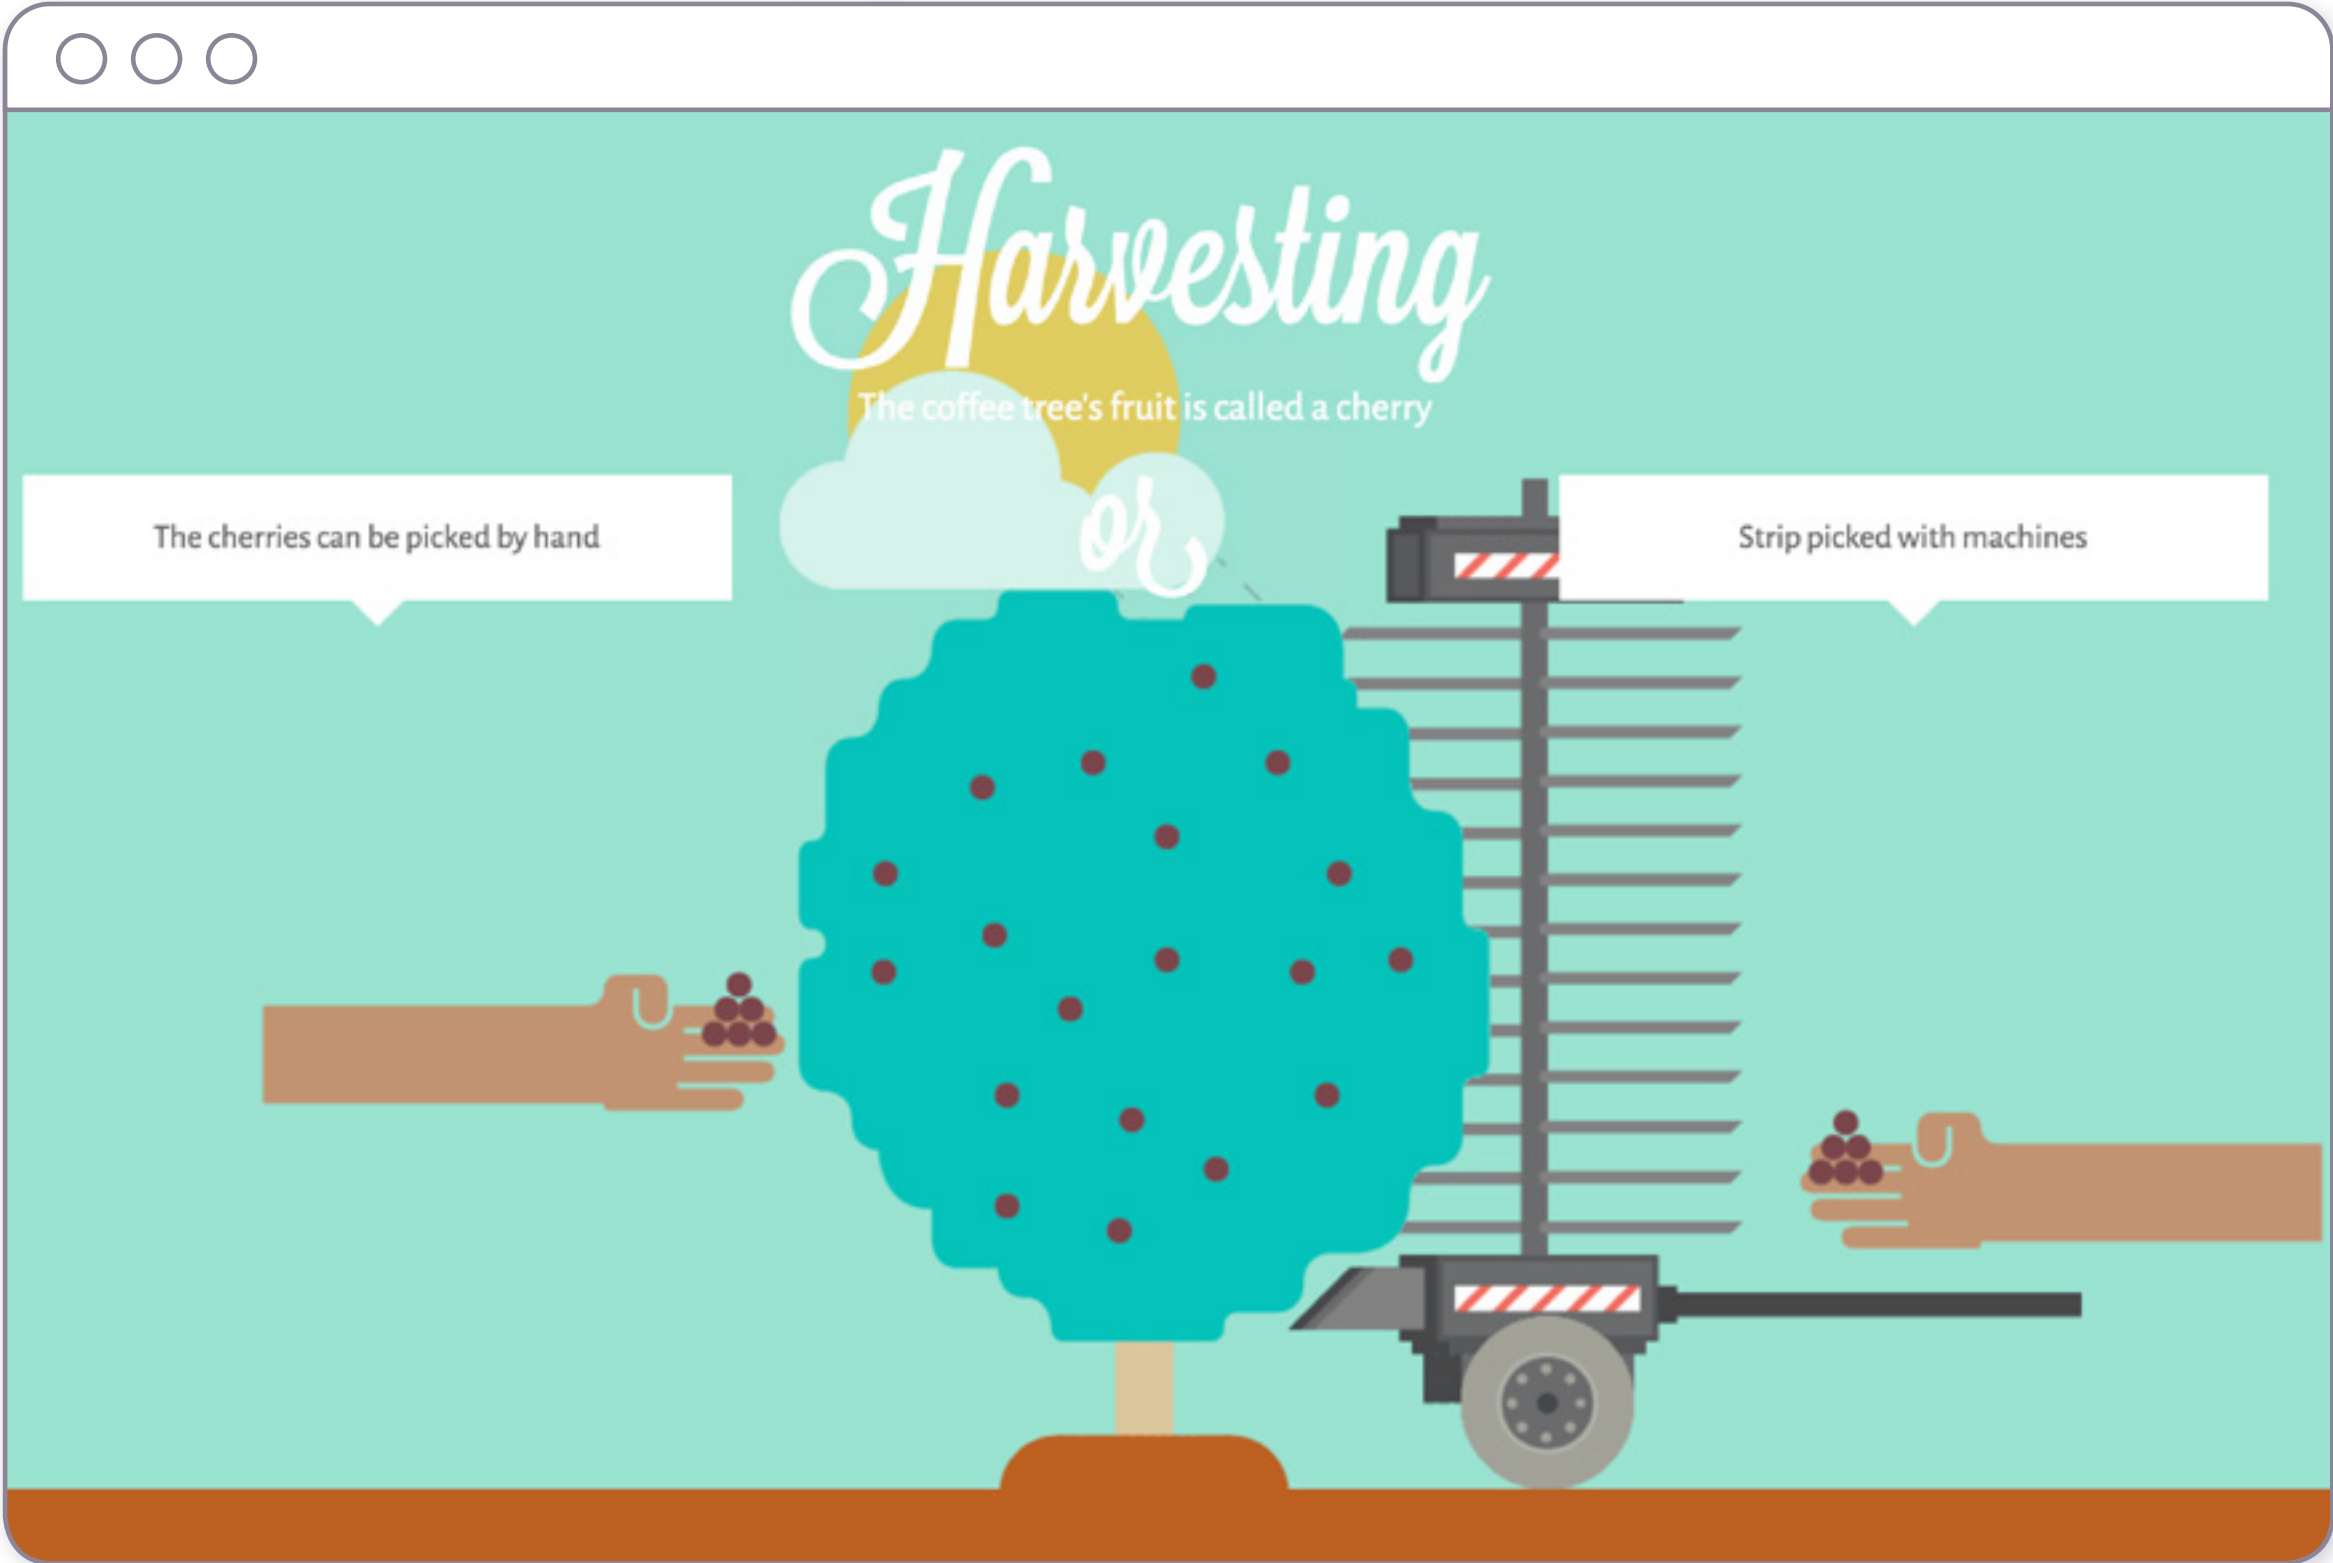 Harvesting
The coffee tree's fruit is called a cherry
The cherries can be picked by hand
or
Strip picked with machines